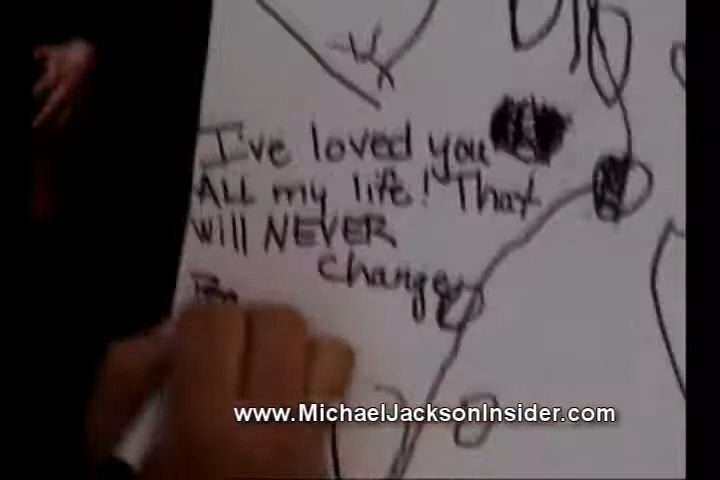 I've loved you
ALL my life! That
will NEVER
change
www.MichaelJacksonInsider.com